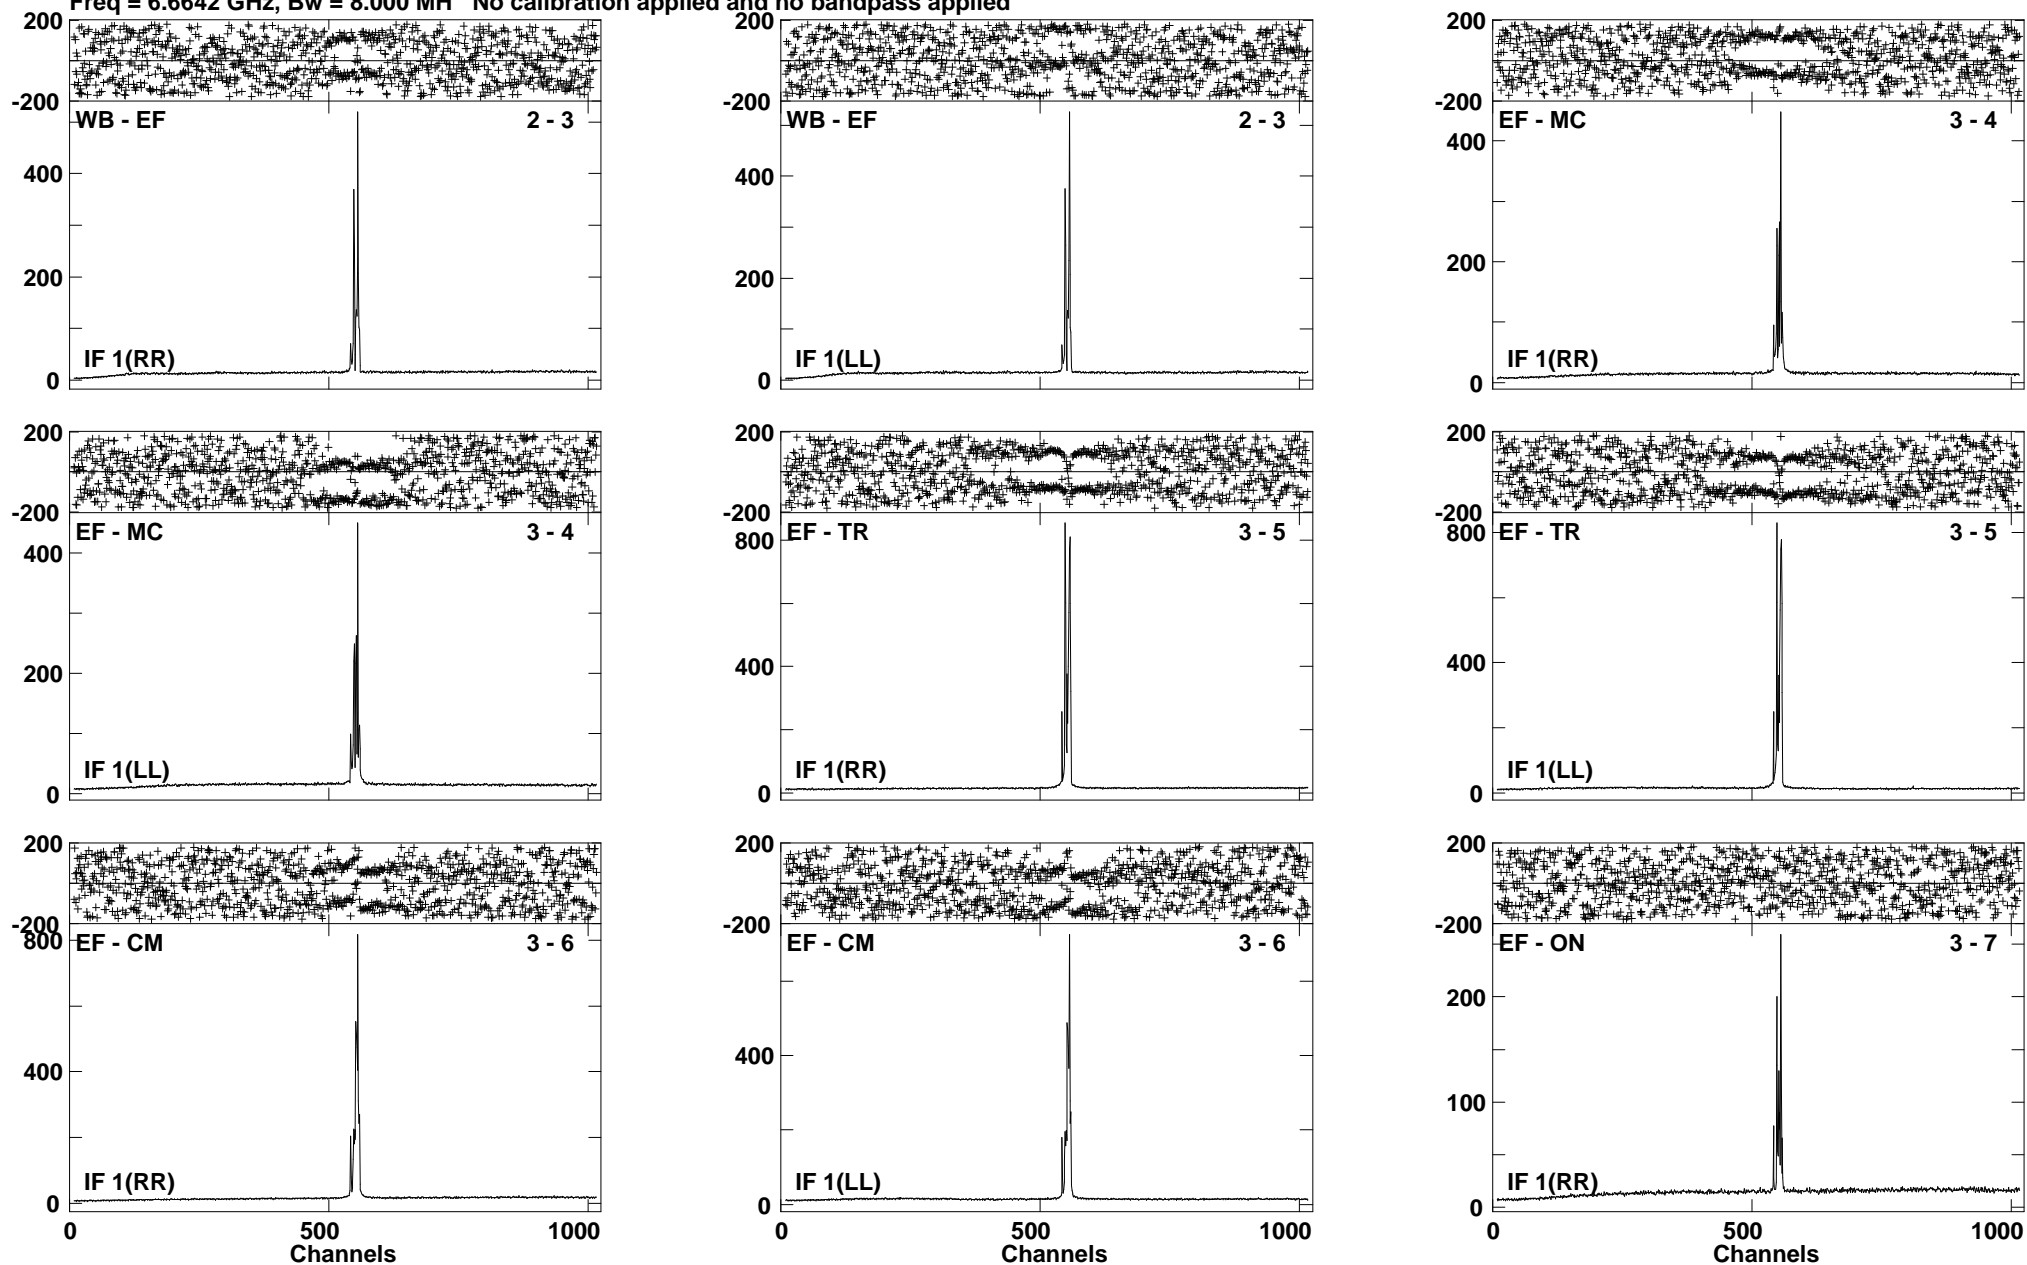 Freq = 6.6642 GHz, Bw = 8.000 MH No calibration applied and no bandpass applied
200
-200
WB - EF 2 - 3
400
200
IF 1(RR)
0
200
-200
WB - EF 2 - 3
400
200
IF 1(LL)
0
200
-200
EF - MC 3 - 4
400
200
IF 1(RR)
0
200
-200
EF - MC 3 - 4
400
200
IF 1(LL)
0
200
-200
EF - TR 3 - 5
800
400
IF 1(RR)
0
200
-200
EF - TR 3 - 5
800
400
IF 1(LL)
0
200
-200
EF - CM 3 - 6
800
400
IF 1(RR)
0
0 500 1000
Channels
200
-200
EF - CM 3 - 6
400
IF 1(LL)
0
0 500 1000
Channels
200
-200
EF - ON 3 - 7
200
100
IF 1(RR)
0
0 500 1000
Channels